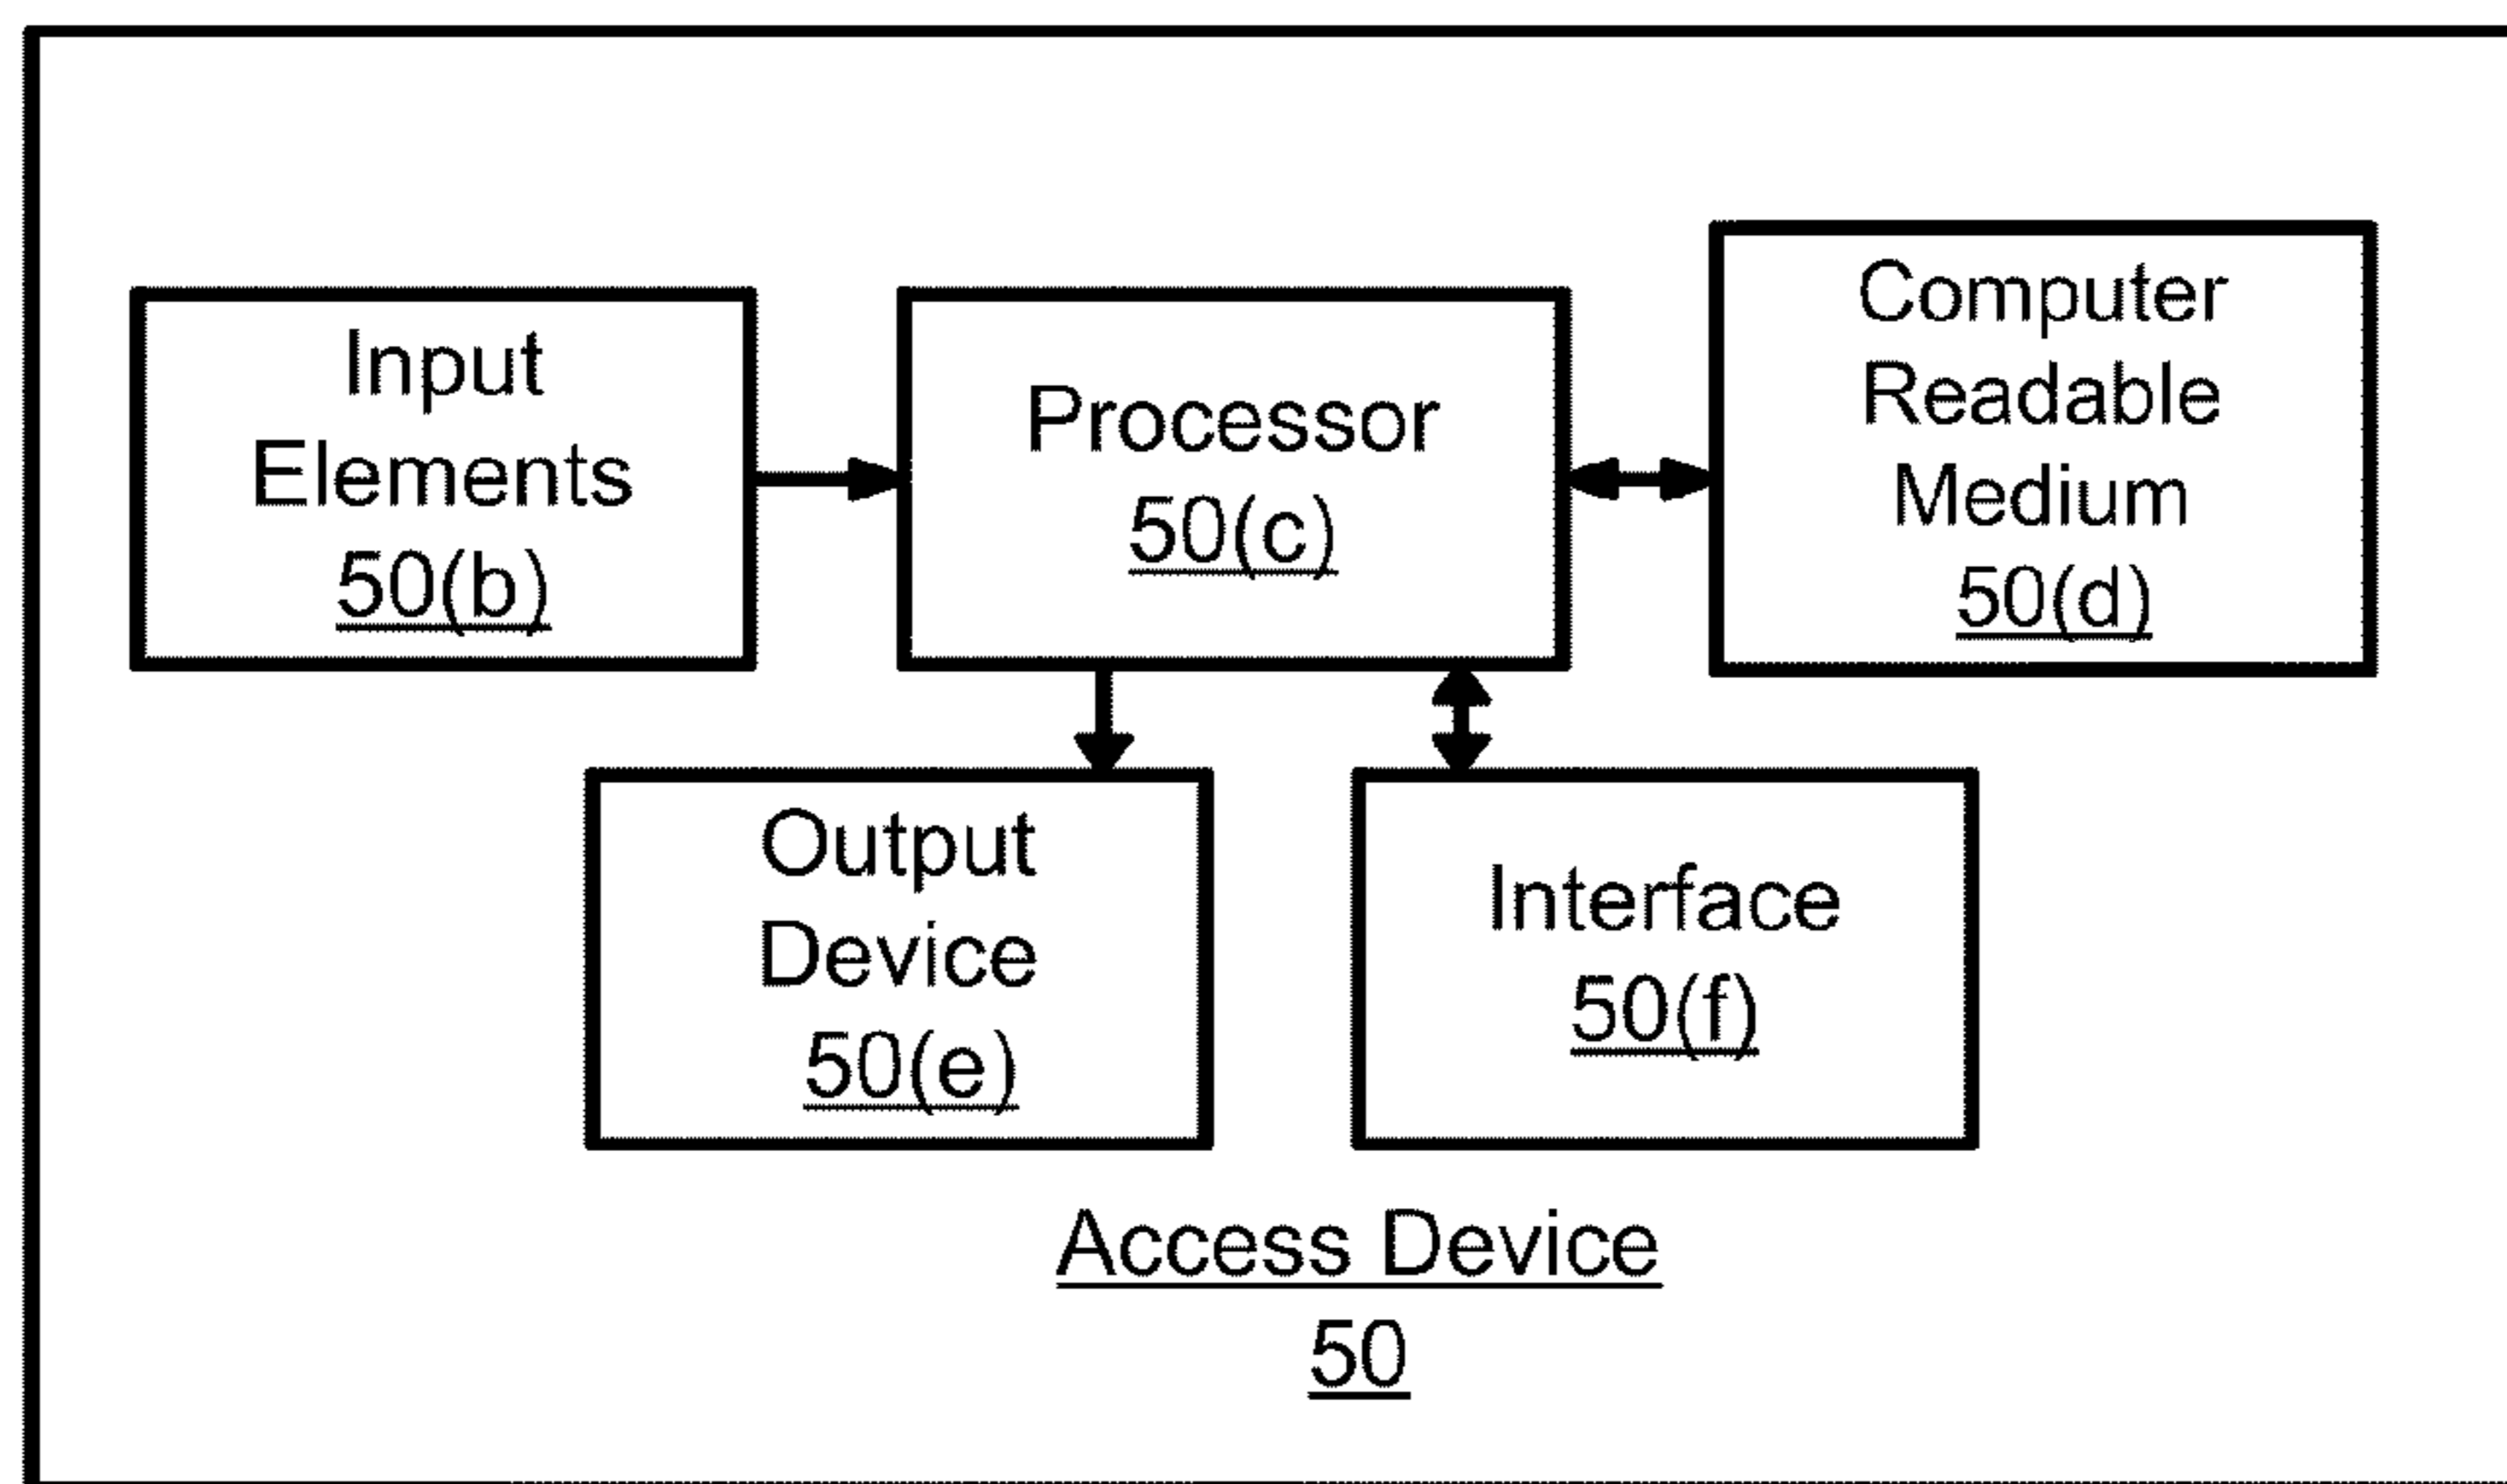 Input
Elements
50(b)
Processor
50(c)
Computer
Readable
Medium
50(d)
Output
Device
50(e)
Interface
50(f)
Access Device
50